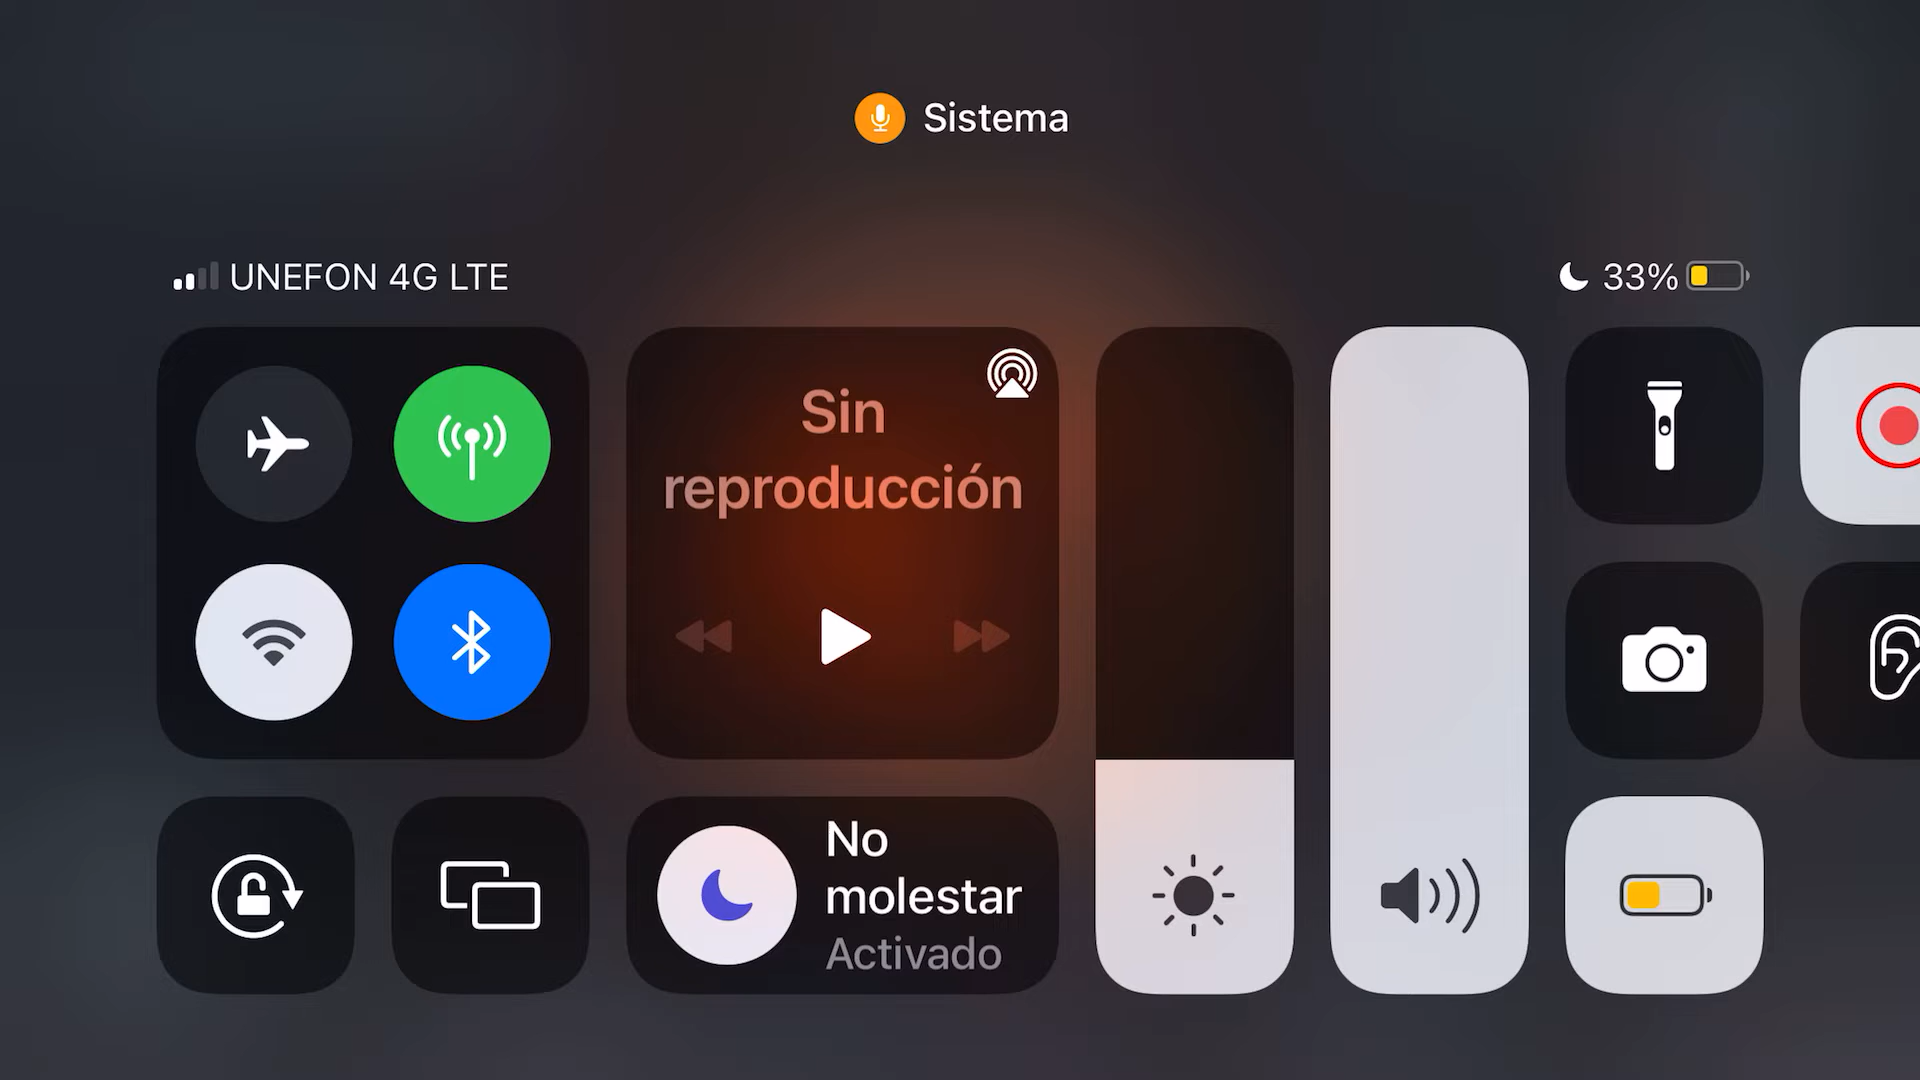 Sistema
UNEFON 4G LTE
33%
Sin
reproducción
No
molestar
Activado